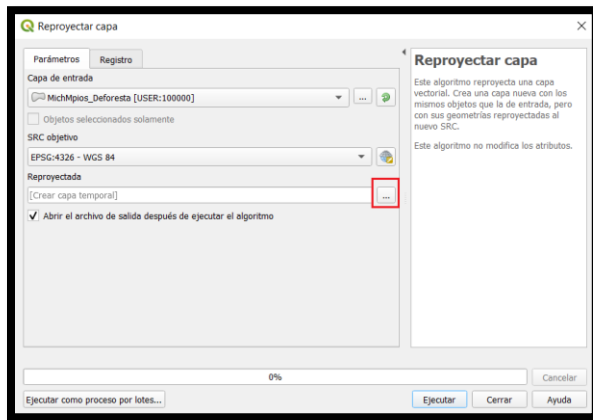 Reproyectar capa
Parámetros
Registro
Capa de entrada
MichMpios_Deforesta [USER:100000]
...
Objetos seleccionados solamente
SRC objetivo
EPSG:4326 - WGS 84
Reproyectada
[Crear capa temporal]
...
Abrir el archivo de salida después de ejecutar el algoritmo
Reproyectar capa
Este algoritmo reproyecta una capa
vectorial. Crea una capa nueva con los
mismos objetos que la de entrada, pero
con sus geometrías reproyectadas al
nuevo SRC.
Este algoritmo no modifica los atributos.
0%
Cancelar
Ejecutar como proceso por lotes...
Ejecutar
Cerrar
Ayuda